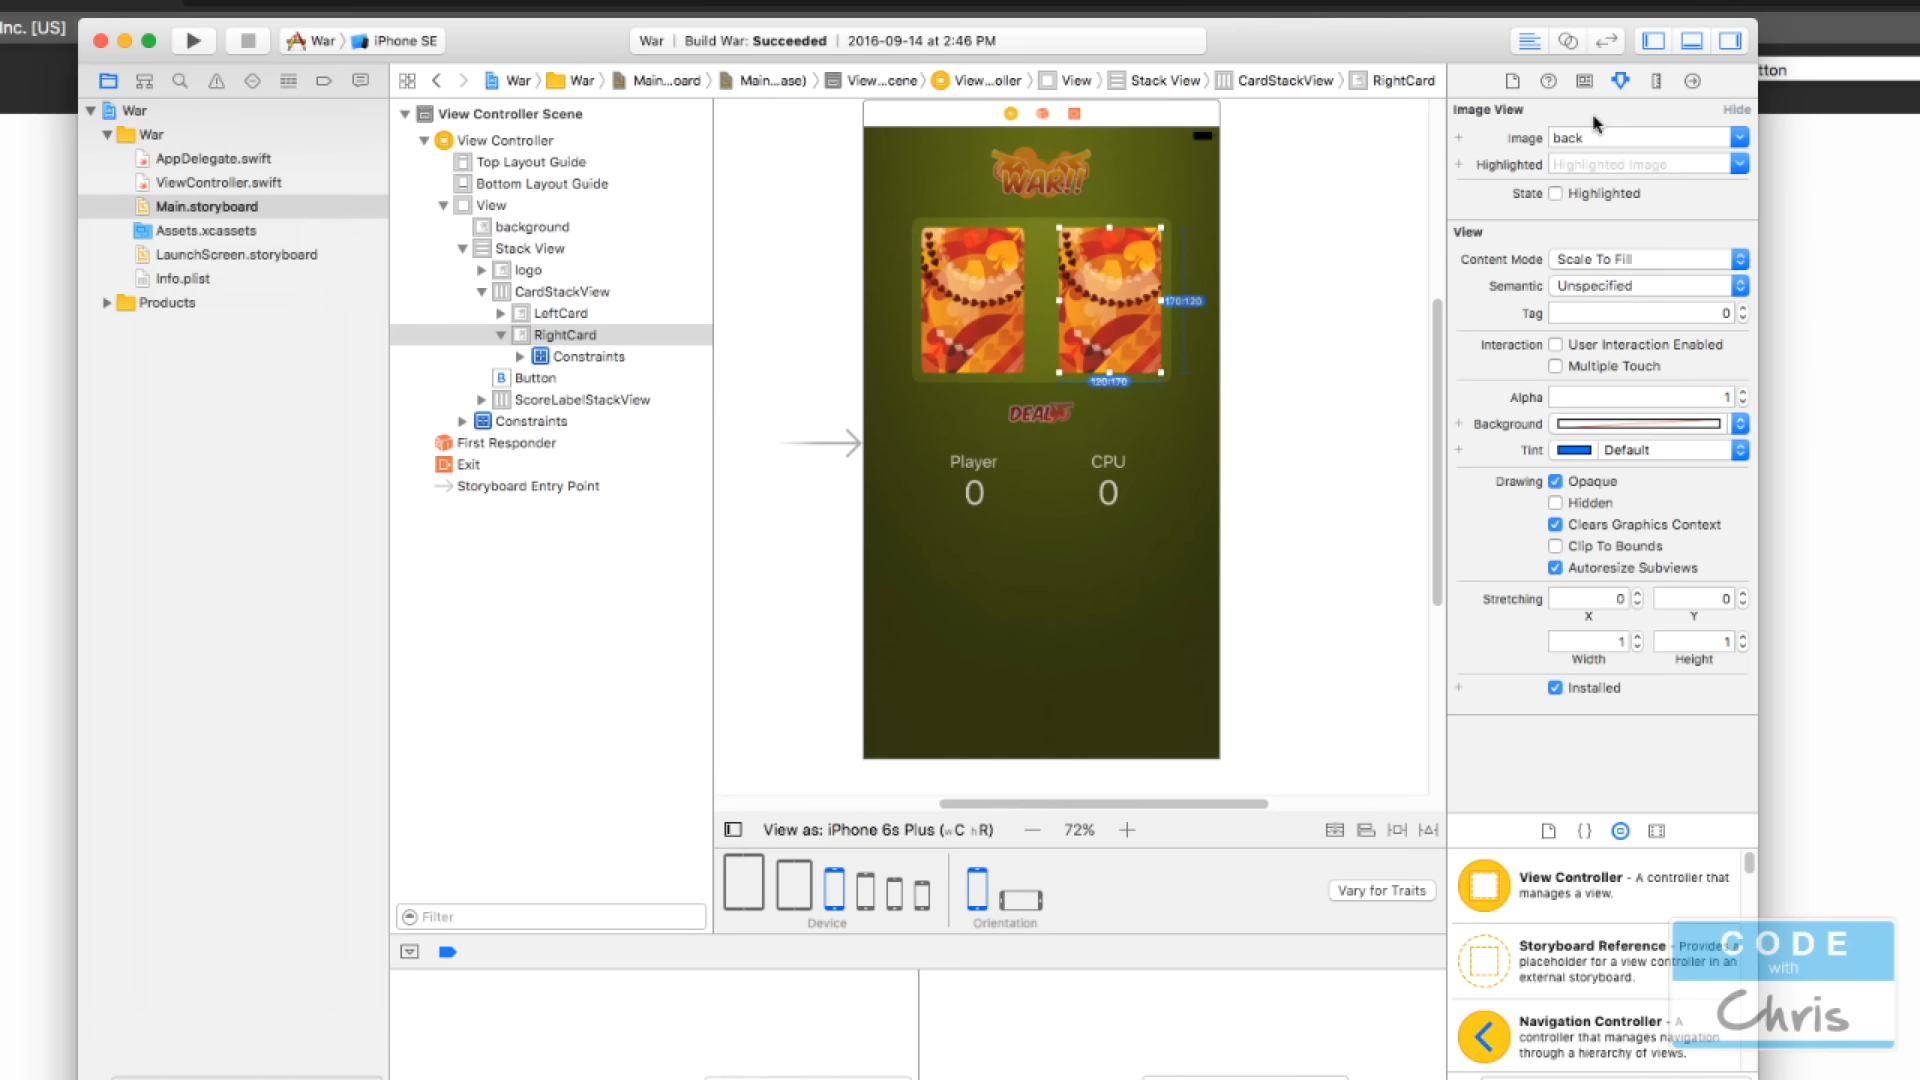 Inc. [US]
War
iPhone SE
War | Build War: Succeeded | 2016-09-14 at 2:46 PM
tton
War
War
Main...oard
Main...ase)
View...cene
View...oller
View
Stack View
CardStackView
RightCard
War
War
AppDelegate.swift
ViewController.swift
Main.storyboard
Assets.xcassets
LaunchScreen.storyboard
Info.plist
Products
View Controller Scene
View Controller
Top Layout Guide
Bottom Layout Guide
View
background
Stack View
logo
CardStackView
LeftCard
RightCard
Constraints
Button
ScoreLabelStackView
Constraints
First Responder
Exit
Storyboard Entry Point
Filter
WAR!!
170:120
120:170
DEAL
Player
CPU
0
0
View as: iPhone 6s Plus (wC hR)
72%
Device
Orientation
Vary for Traits
Image View
Hide
Image
back
Highlighted
Highlighted Image
State
Highlighted
View
Content Mode
Scale To Fill
Semantic
Unspecified
Tag
0
Interaction
User Interaction Enabled
Multiple Touch
Alpha
1
Background
Tint
Default
Drawing
Opaque
Hidden
Clears Graphics Context
Clip To Bounds
Autoresize Subviews
Stretching
0
0
X
Y
1
1
Width
Height
Installed
View Controller - A controller that
manages a view.
Storyboard Reference - Provides a
placeholder for a view controller in an
external storyboard.
Navigation Controller - A
controller that manages navigation
through a hierarchy of views.
CODE
with
Chris